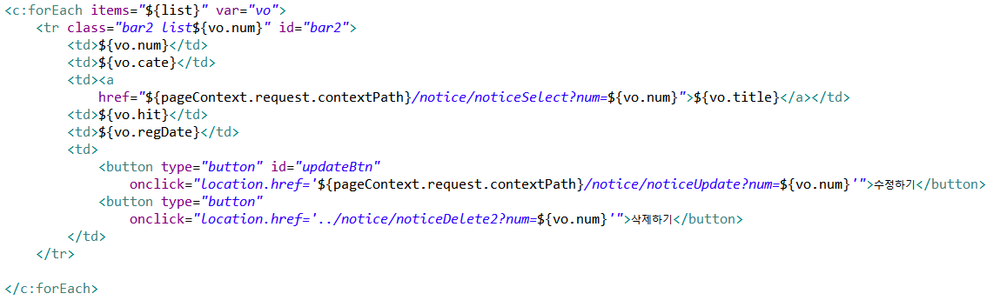 <c:forEach items="${list}" var="vo">
    <tr class="bar2 list${vo.num}" id="bar2">
        <td>${vo.num}</td>
        <td>${vo.cate}</td>
        <td><a
            href="${pageContext.request.contextPath}/notice/noticeSelect?num=${vo.num}">${vo.title}</a></td>
        <td>${vo.hit}</td>
        <td>${vo.regDate}</td>
        <td>
            <button type="button" id="updateBtn"
                onclick="location.href='${pageContext.request.contextPath}/notice/noticeUpdate?num=${vo.num}'">수정하기</button>
            <button type="button"
                onclick="location.href='../notice/noticeDelete2?num=${vo.num}'">삭제하기</button>
        </td>
    </tr>

</c:forEach>